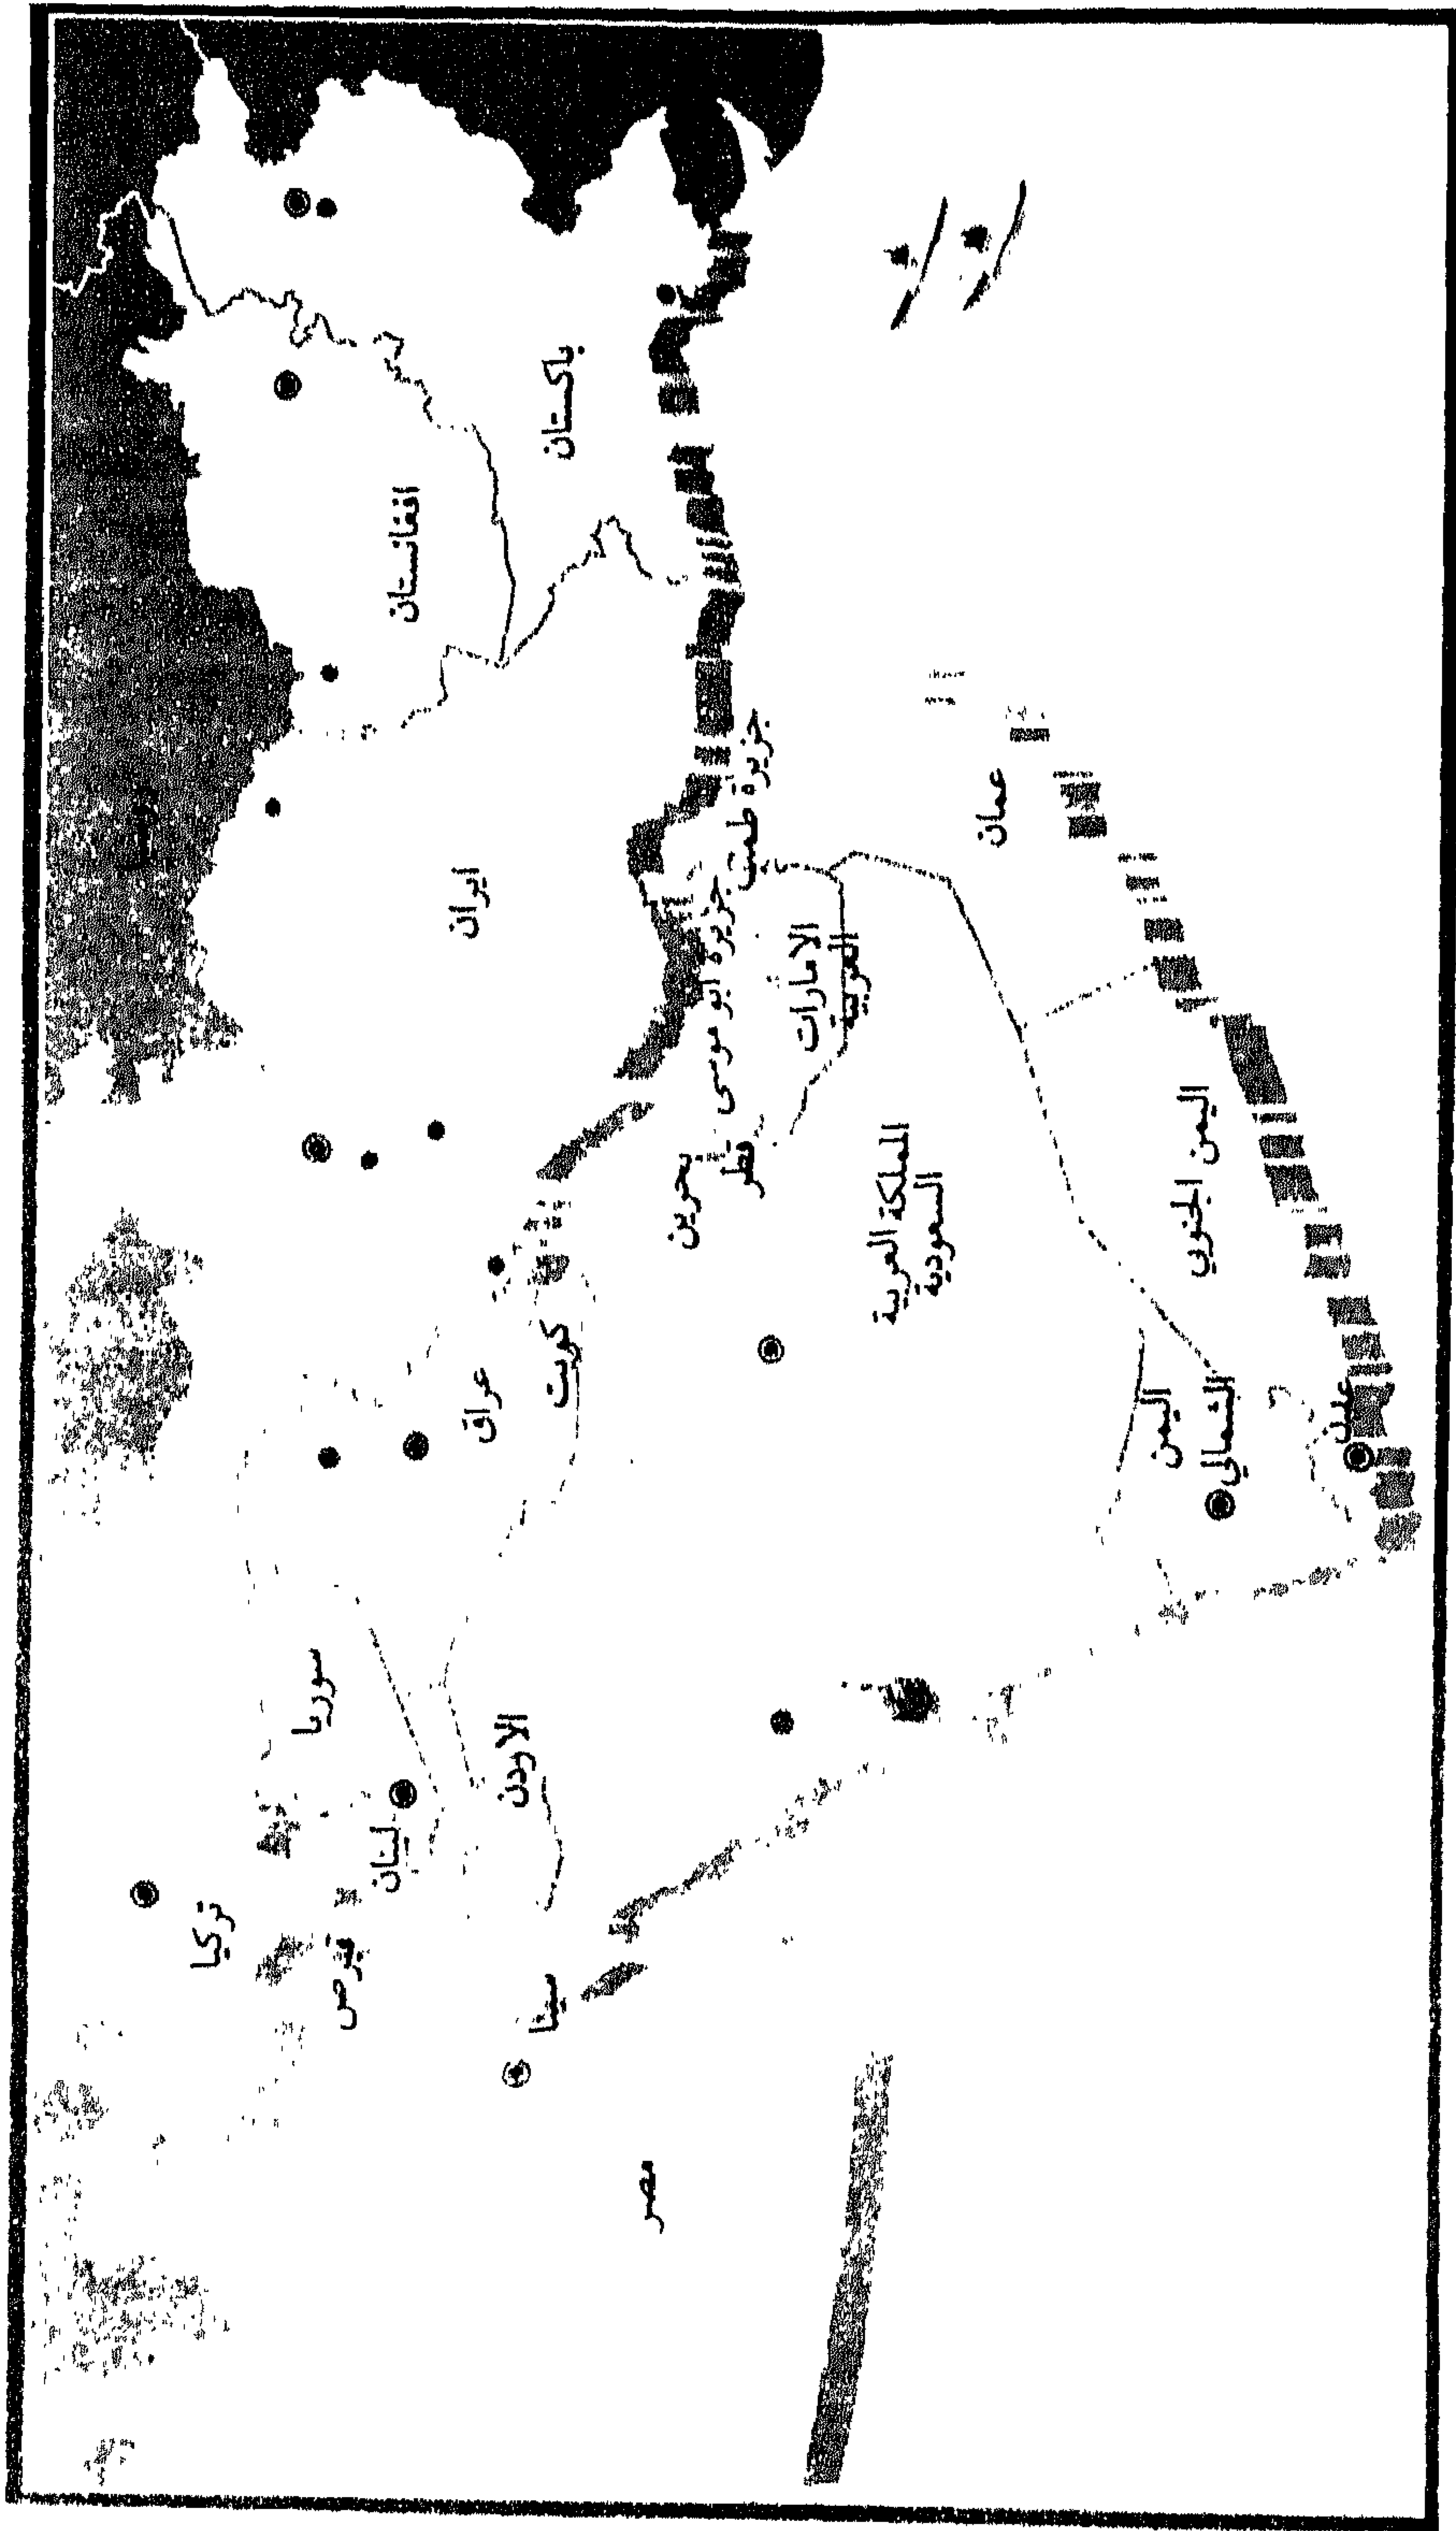 تركيا
سوريا
قبرص
لبنان
افغانستان
ايران
عراق
باكستان
الاردن
كويت
سينا
مصر
بحرين
قطر
جزيرة ابو موسى
جزيرة طمب
الامارات
العربية
المملكة العربية
السعودية
عمان
اليمن الجنوبي
اليمن
الشمالي
عدن